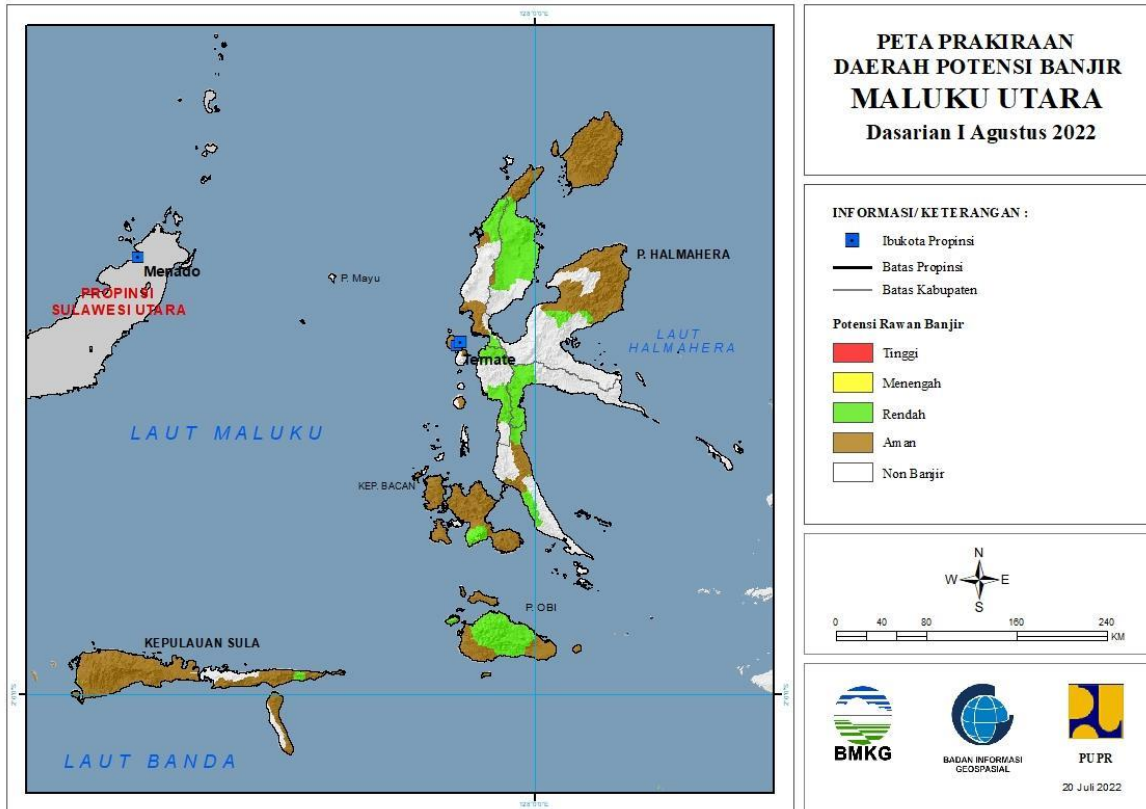 PETA PRAKIRAAN
DAERAH POTENSI BANJIR
MALUKU UTARA
Dasarian I Agustus 2022
INFORMASI/ KETERANGAN :
Ibukota Propinsi
Batas Propinsi
Batas Kabupaten
Potensi Rawan Banjir
Tinggi
Menengah
Rendah
Aman
Non Banjir
N
W E
S
0 40 80 160 240
KM
BMKG
BADAN INFORMASI
GEOSPASIAL
PUPR
20 Juli 2022
Menado
PROPINSI
SULAWESI UTARA
P. Mayu
P. HALMAHERA
LAUT
HALMAHERA
Ternate
LAUT MALUKU
KEP. BACAN
P. OBI
KEPULAUAN SULA
LAUT BANDA